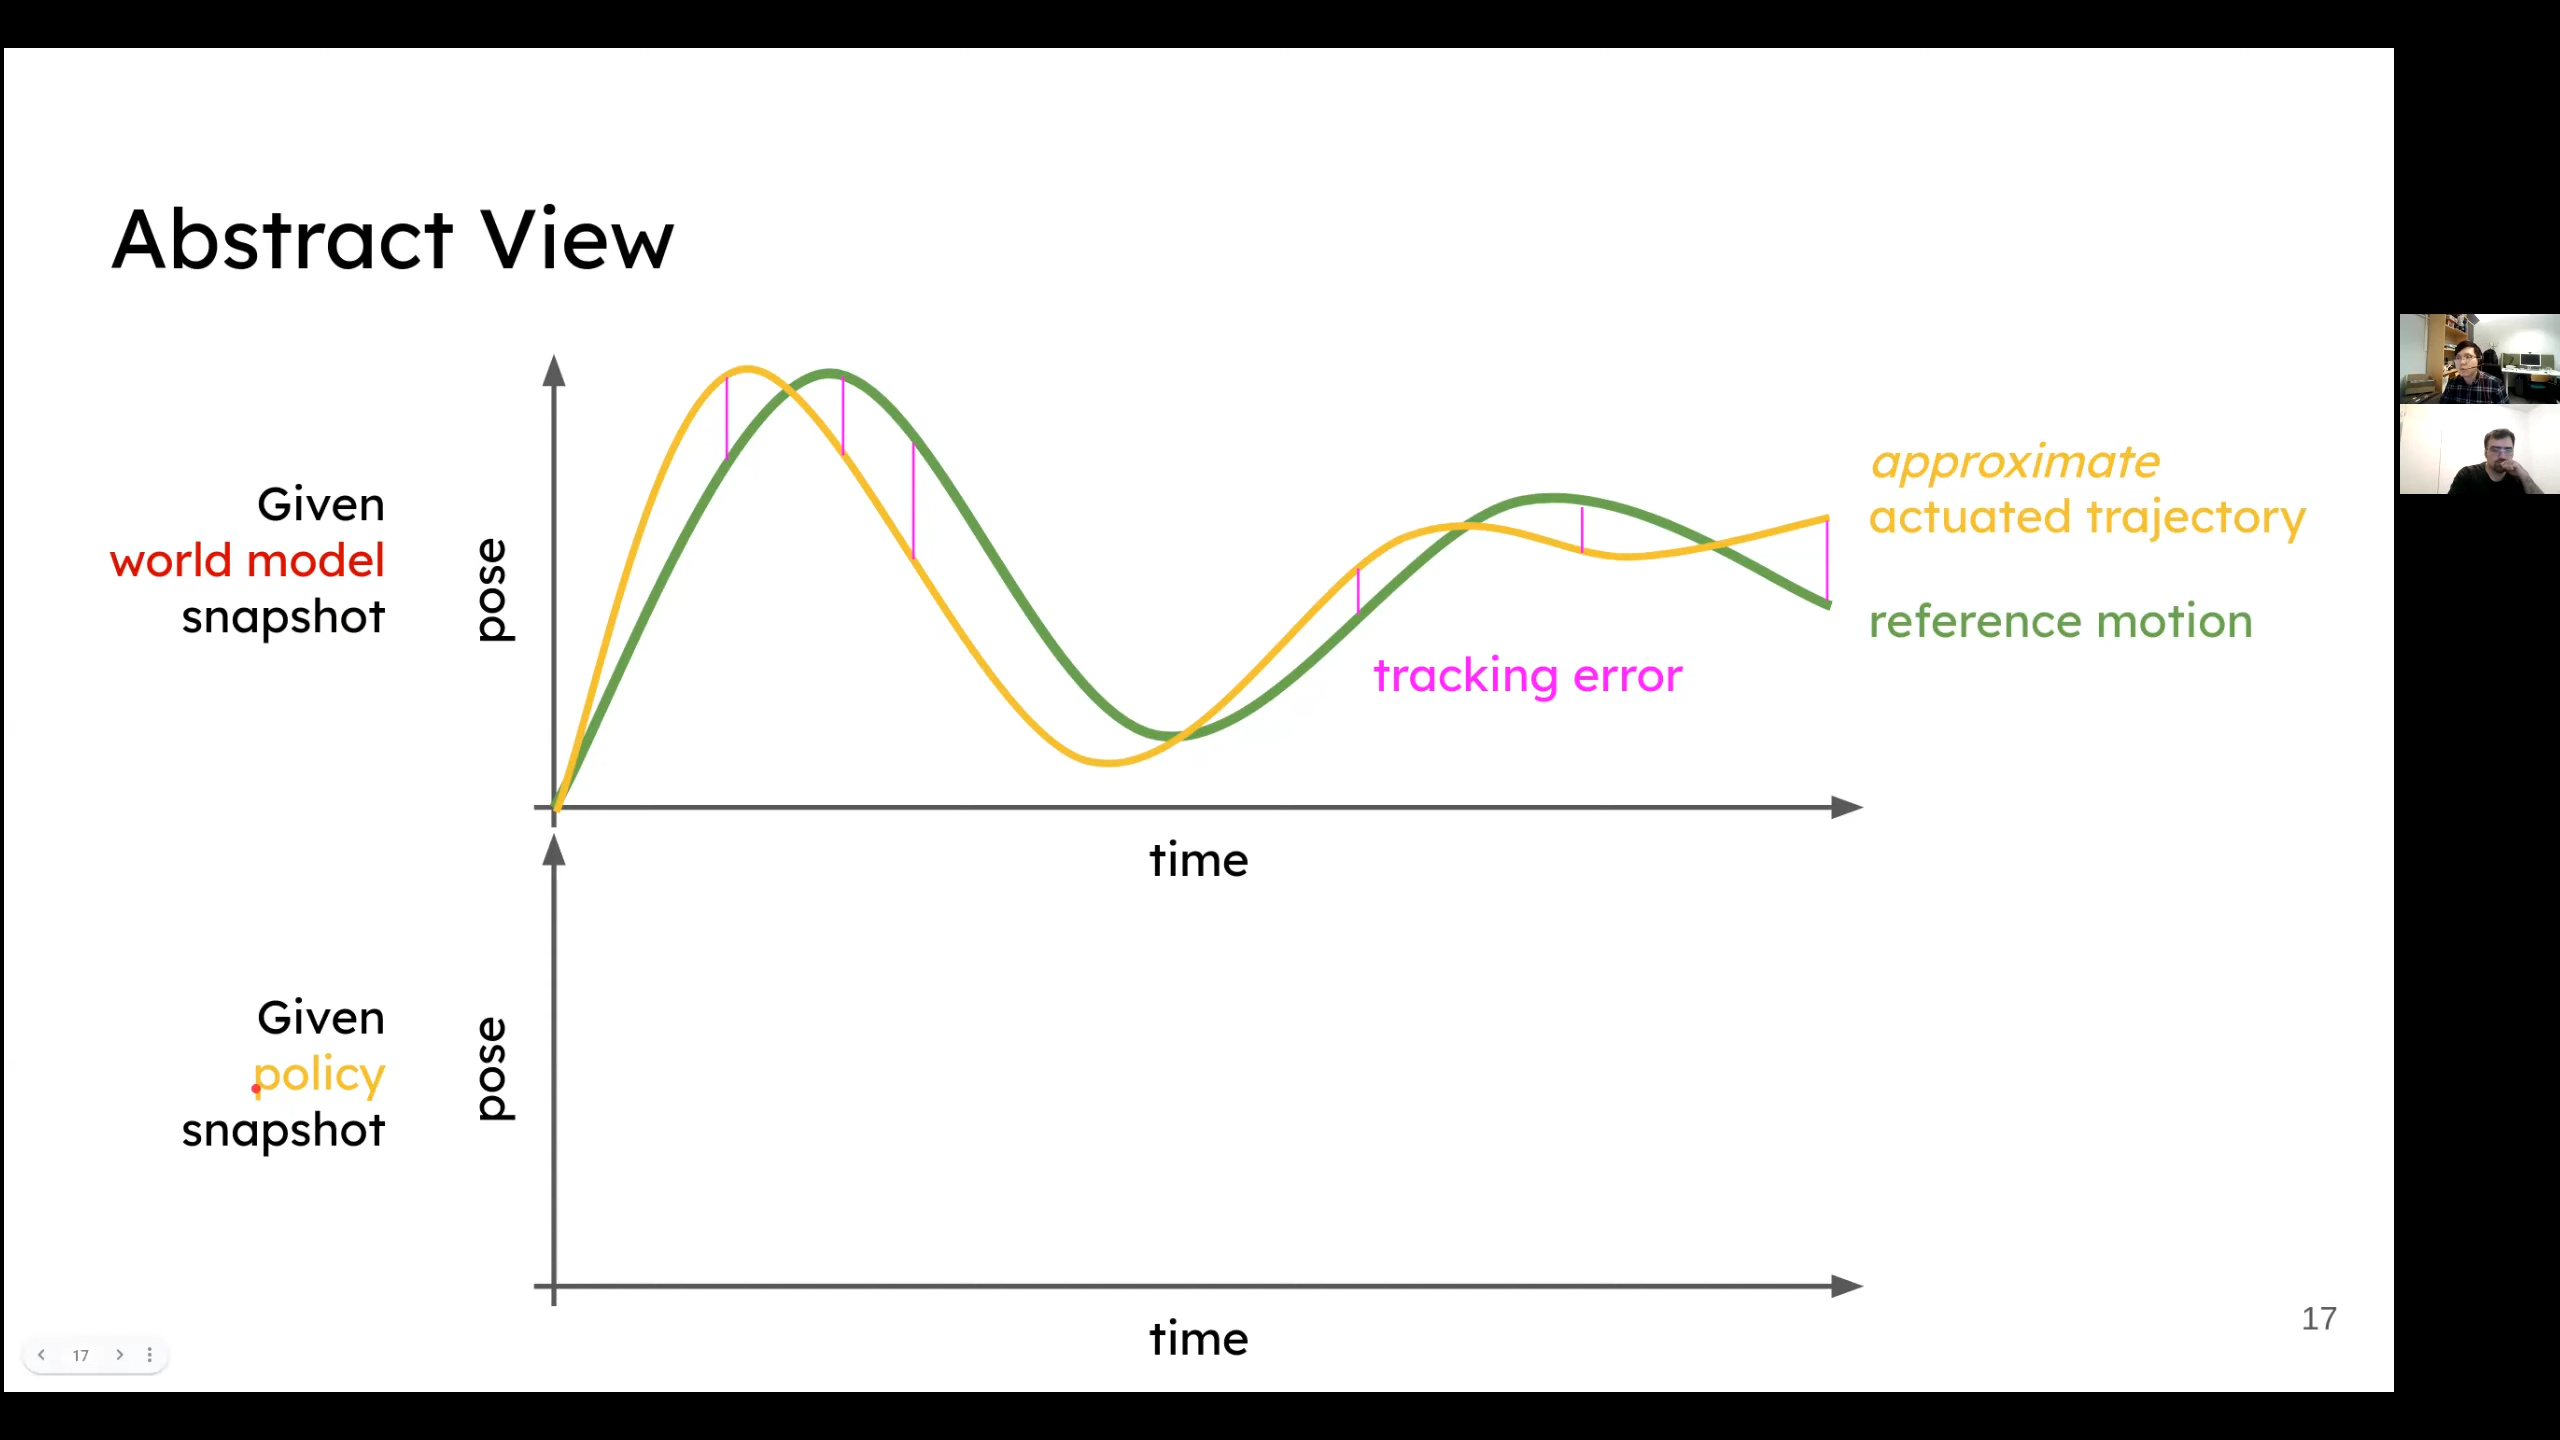 Abstract View
Given
world model
snapshot
pose
approximate
actuated trajectory
reference motion
tracking error
time
Given
policy
snapshot
pose
time
17
17